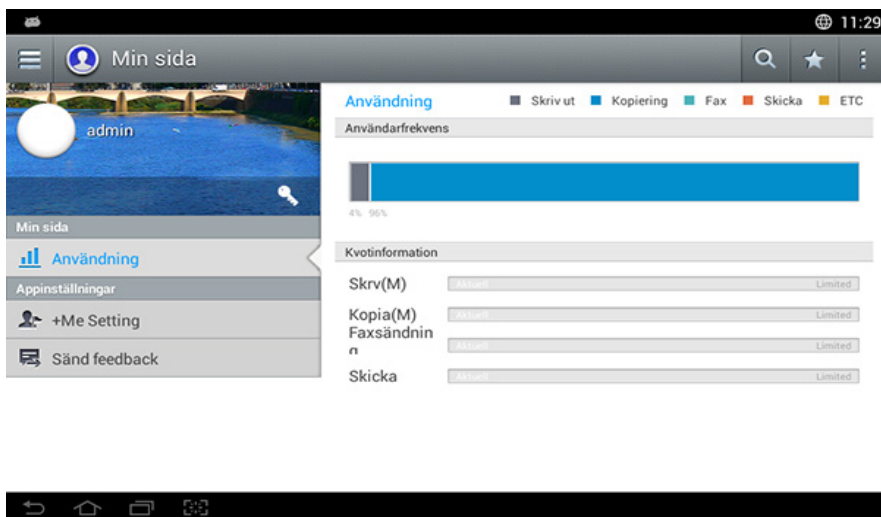 11:29
Min sida
admin
Min sida
Användning
Appinställningar
+Me Setting
Sänd feedback
Användning
Skriv ut Kopiering Fax Skicka ETC
Användarfrekvens
4% 96%
Kvotinformation
Skrv(M) Aktuell Limited
Kopia(M) Aktuell Limited
Faxsändnin
g Aktuell Limited
Skicka Aktuell Limited